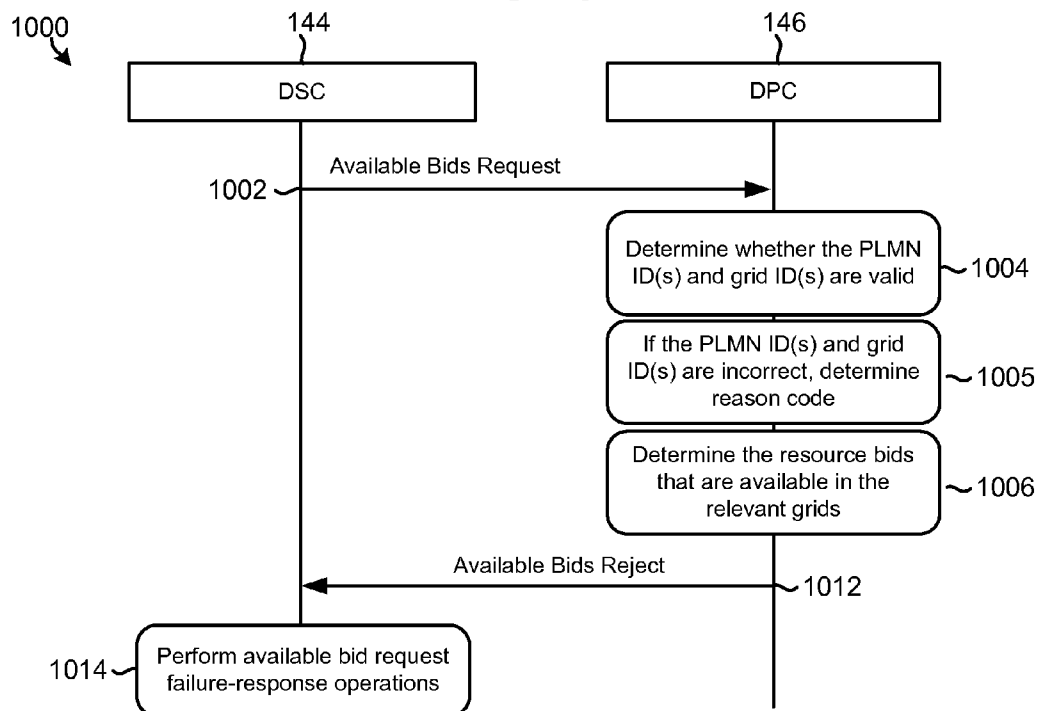 1000
144
146
DSC
DPC
Available Bids Request
1002
Determine whether the PLMN
ID(s) and grid ID(s) are valid
1004
If the PLMN ID(s) and grid
ID(s) are incorrect, determine
reason code
1005
Determine the resource bids
that are available in the
relevant grids
1006
Available Bids Reject
1012
Perform available bid request
failure-response operations
1014